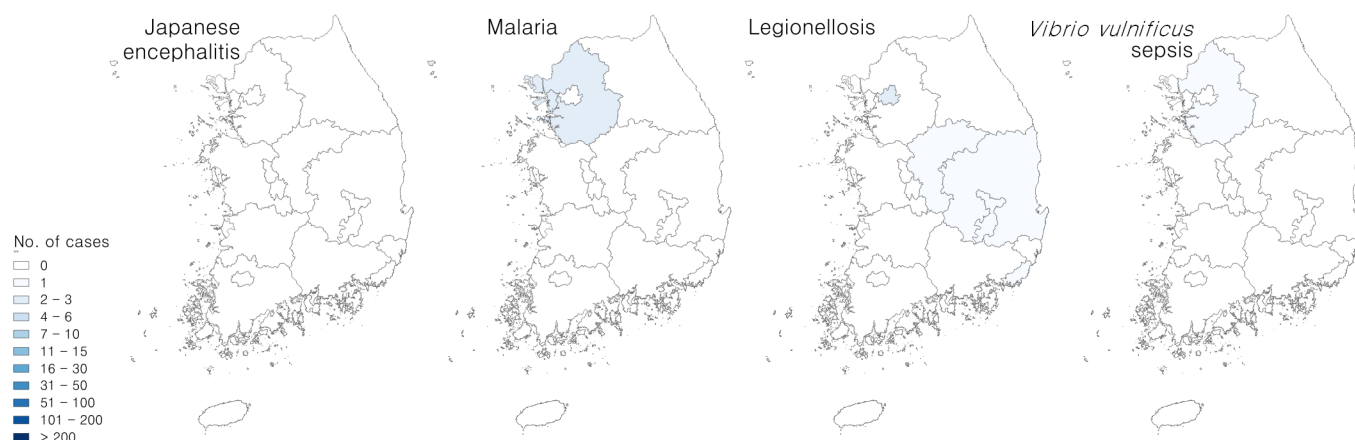 Japanese
encephalitis
Malaria
Legionellosis
Vibrio vulnificus
sepsis
No. of cases
0
1
2 – 3
4 – 6
7 – 10
11 – 15
16 – 30
31 – 50
51 – 100
101 – 200
> 200